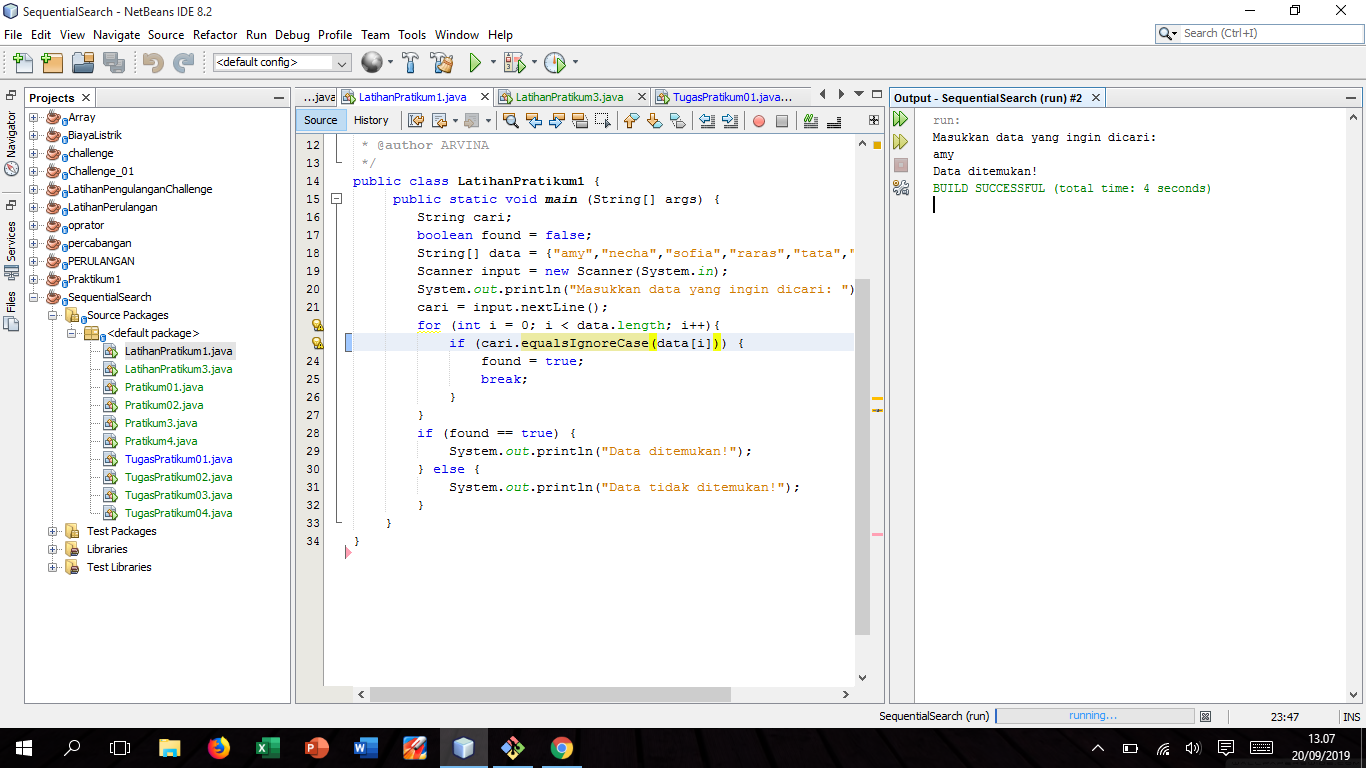 SequentialSearch - NetBeans IDE 8.2
File Edit View Navigate Source Refactor Run Debug Profile Team Tools Window Help
Search (Ctrl+I)
<default config>
Navigator
Services
Files
Projects
Array
BiayaListrik
challenge
Challenge_01
LatihanPengulanganChallenge
LatihanPerulangan
oprator
percabangan
PERULANGAN
Praktikum1
SequentialSearch
Source Packages
<default package>
LatihanPratikum1.java
LatihanPratikum3.java
Pratikum01.java
Pratikum02.java
Pratikum3.java
Pratikum4.java
TugasPratikum01.java
TugasPratikum02.java
TugasPratikum03.java
TugasPratikum04.java
Test Packages
Libraries
Test Libraries
...java LatihanPratikum1.java LatihanPratikum3.java TugasPratikum01.java...
Source History
12 * @author ARVINA
13 */
14 public class LatihanPratikum1 {
15 public static void main (String[] args) {
16 String cari;
17 boolean found = false;
18 String[] data = {"amy","necha","sofia","raras","tata","
19 Scanner input = new Scanner(System.in);
20 System.out.println("Masukkan data yang ingin dicari: ")
21 cari = input.nextLine();
for (int i = 0; i < data.length; i++){
if (cari.equalsIgnoreCase(data[i])) {
24 found = true;
25 break;
26 }
27 }
28 if (found == true) {
29 System.out.println("Data ditemukan!");
30 } else {
31 System.out.println("Data tidak ditemukan!");
32 }
33 }
34 }
Output - SequentialSearch (run) #2
run:
Masukkan data yang ingin dicari:
amy
Data ditemukan!
BUILD SUCCESSFUL (total time: 4 seconds)
SequentialSearch (run) running... 23:47 INS
13.07
20/09/2019